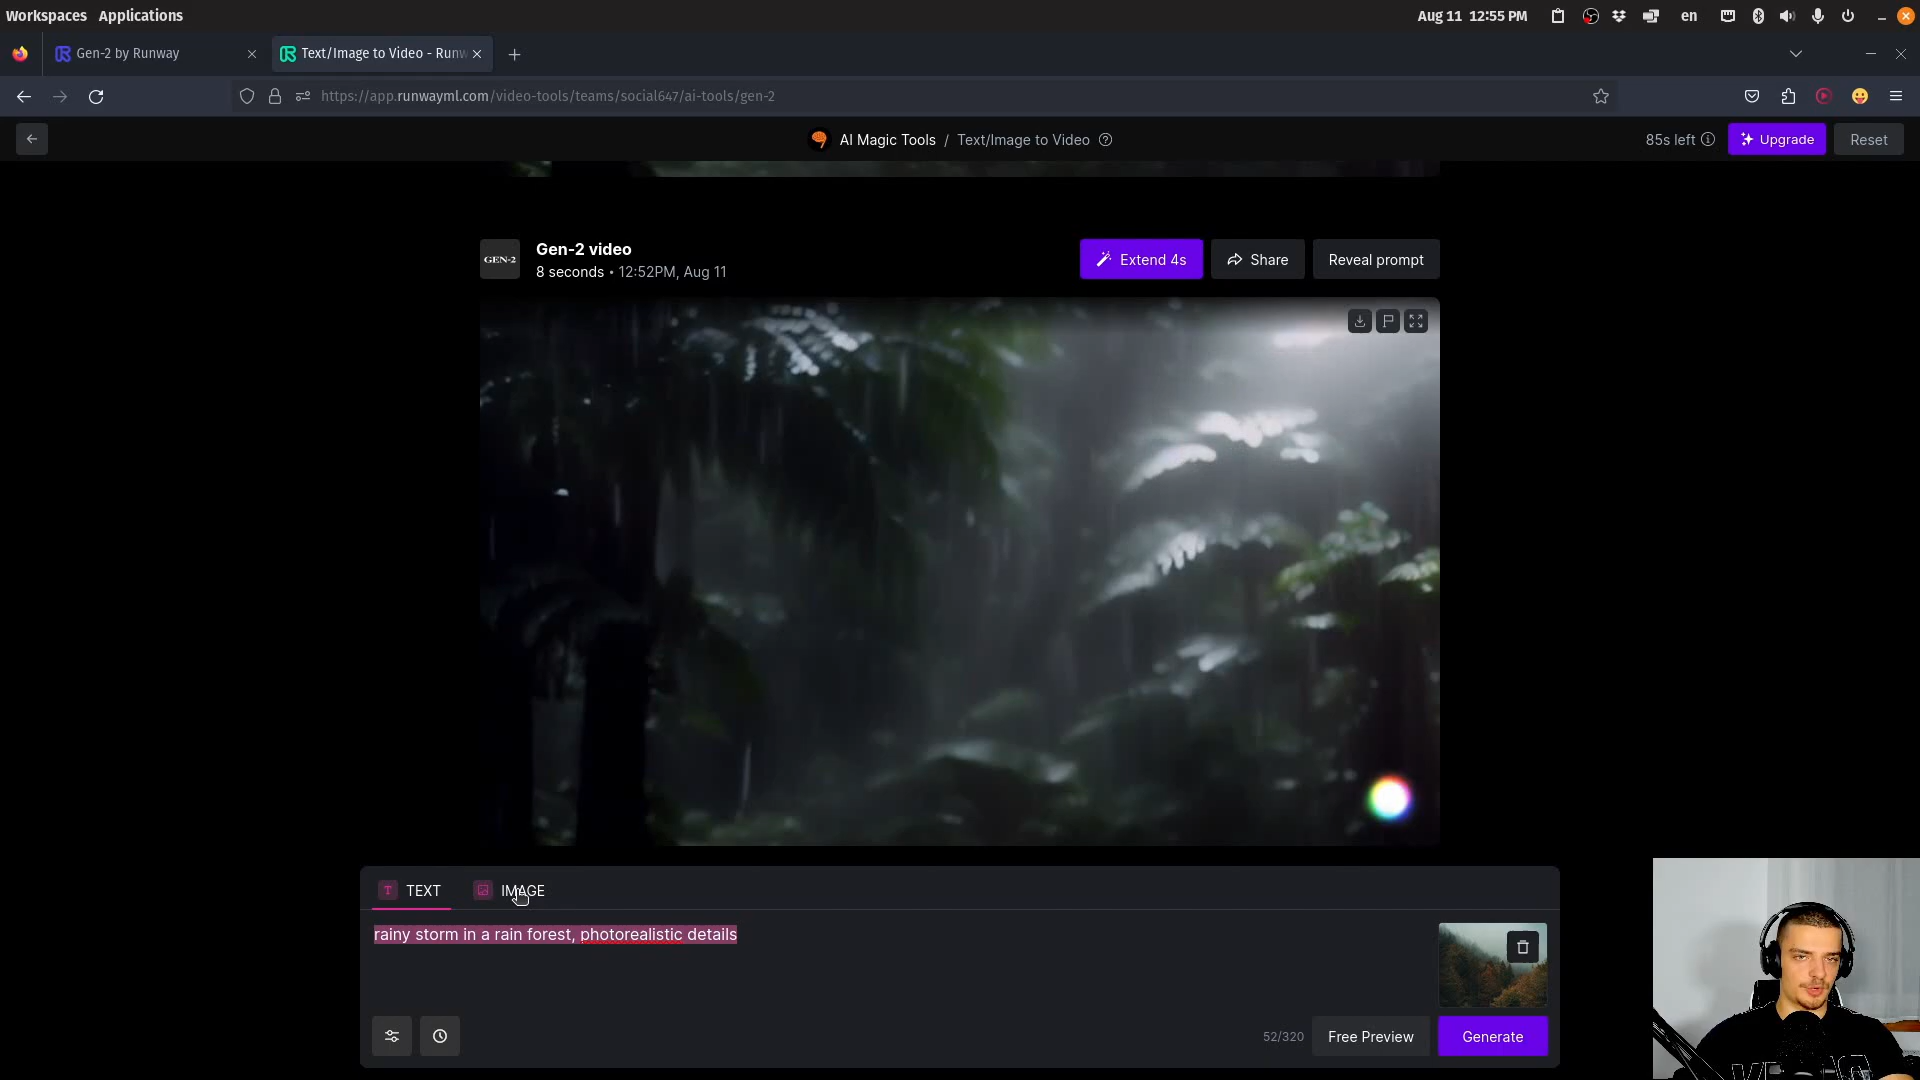 Workspaces Applications
Aug 11 12:55 PM
en
Gen-2 by Runway
Text/Image to Video - Runw
https://app.runwayml.com/video-tools/teams/social647/ai-tools/gen-2
AI Magic Tools / Text/Image to Video
85s left
Upgrade
Reset
GEN-2
Gen-2 video
8 seconds • 12:52PM, Aug 11
Extend 4s
Share
Reveal prompt
TEXT
IMAGE
rainy storm in a rain forest, photorealistic details
52/320
Free Preview
Generate